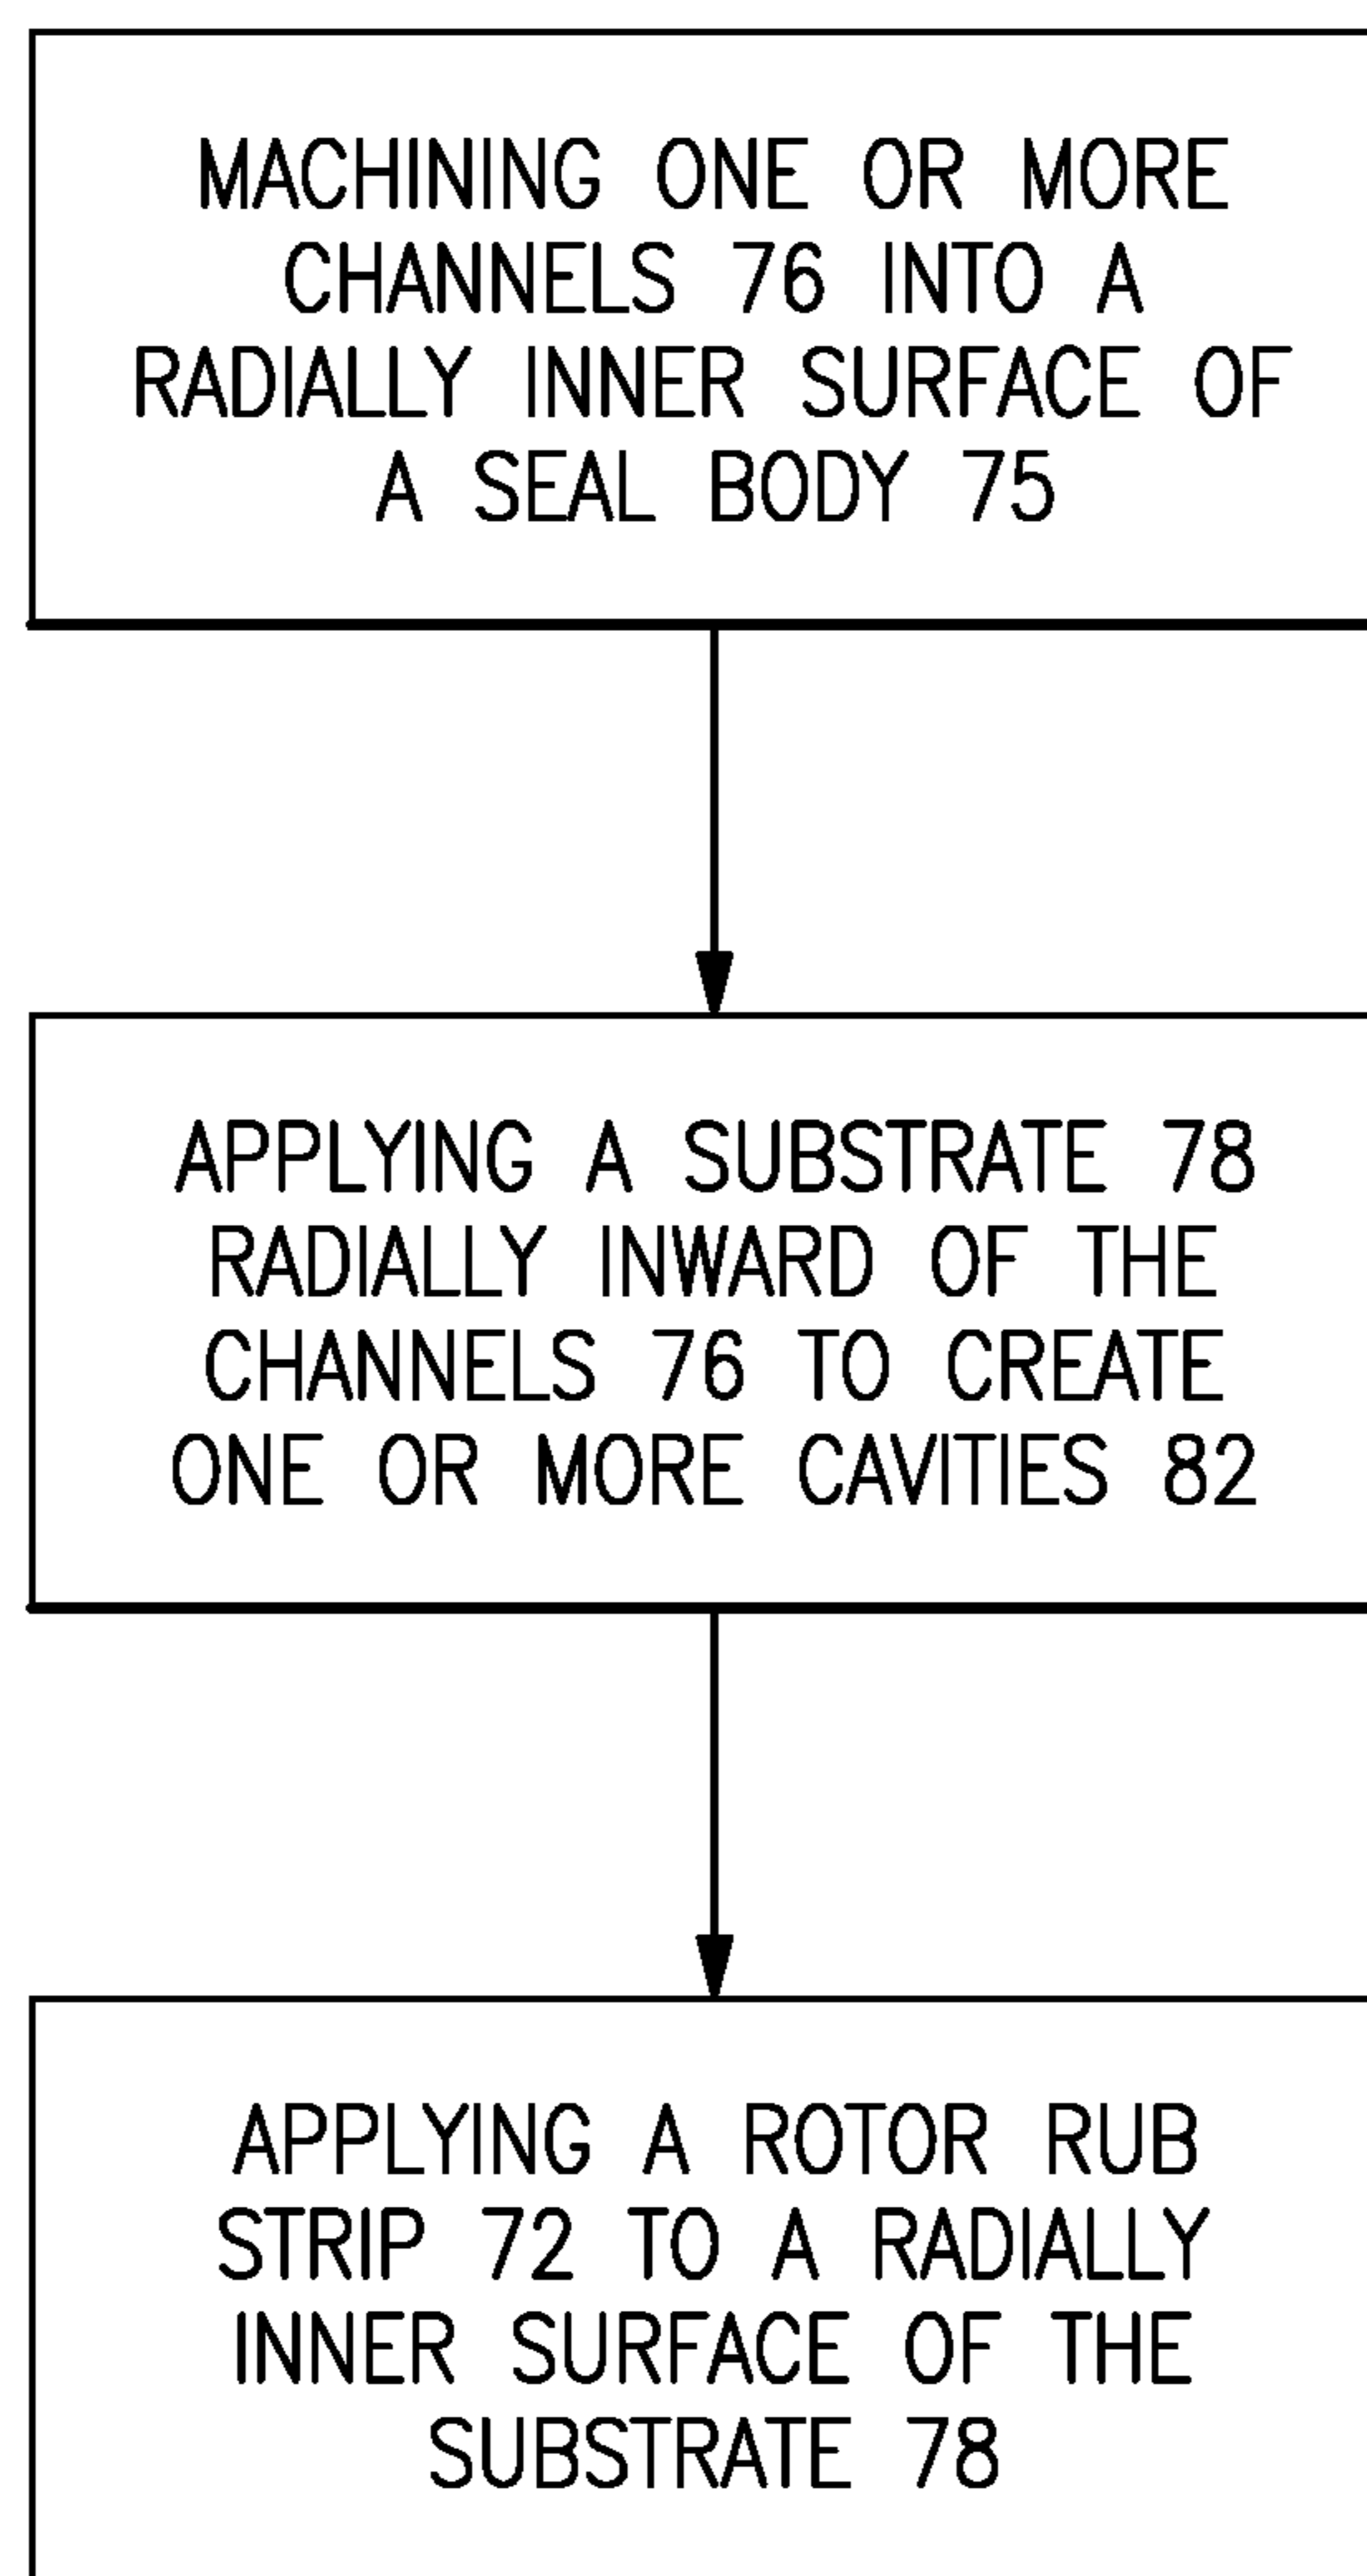 MACHINING ONE OR MORE
CHANNELS 76 INTO A
RADIALLY INNER SURFACE OF
A SEAL BODY 75
APPLYING A SUBSTRATE 78
RADIALLY INWARD OF THE
CHANNELS 76 TO CREATE
ONE OR MORE CAVITIES 82
APPLYING A ROTOR RUB
STRIP 72 TO A RADIALLY
INNER SURFACE OF THE
SUBSTRATE 78